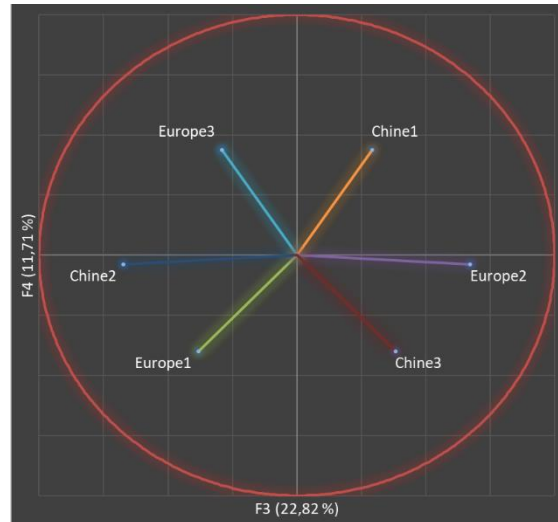 Europe3
Chine1
Chine2
Europe2
Europe1
Chine3
F4 (11,71 %)
F3 (22,82 %)